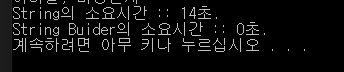 String의 소요시간 :: 14초.
String Buider의 소요시간 :: 0초.
계속하려면 아무 키나 누르십시오 . . .